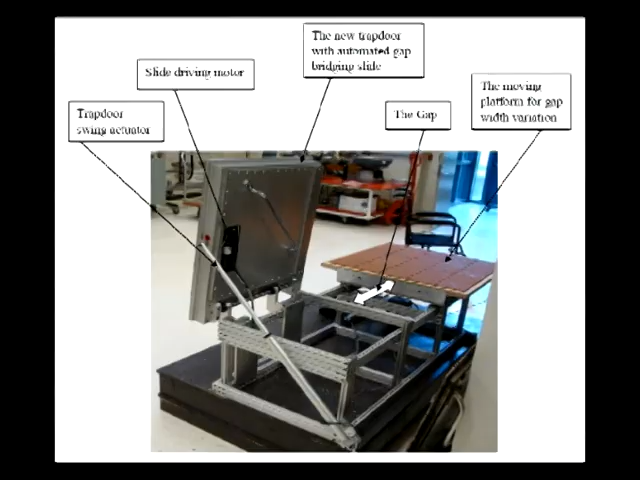 The new trapdoor
with automated gap
bridging slide
Slide driving motor
The moving
platform for gap
width variation
Trapdoor
swing actuator
The Gap